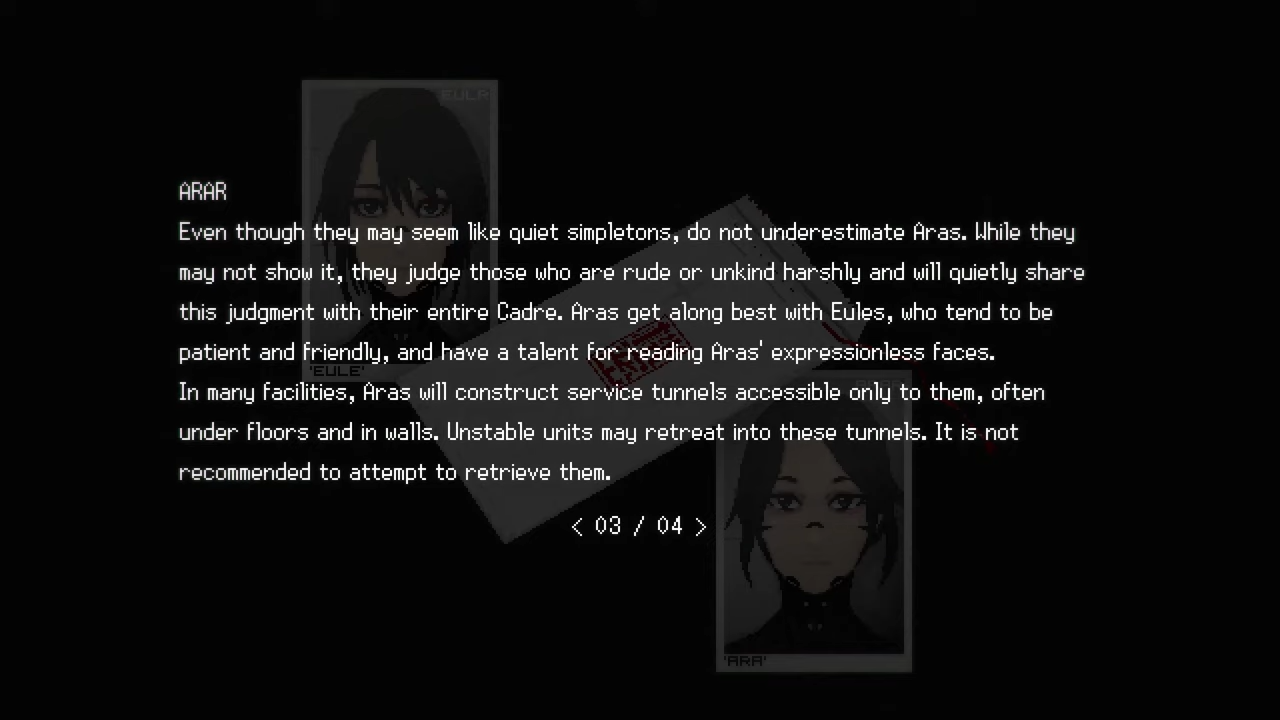 EULR
ARAR
Even though they may seem like quiet simpletons, do not underestimate Aras. While they
may not show it, they judge those who are rude or unkind harshly and will quietly share
this judgment with their entire Cadre. Aras get along best with Eules, who tend to be
patient and friendly, and have a talent for reading Aras' expressionless faces.
'EULE'
In many facilities, Aras will construct service tunnels accessible only to them, often
under floors and in walls. Unstable units may retreat into these tunnels. It is not
recommended to attempt to retrieve them.
< 03 / 04 >
'ARA'